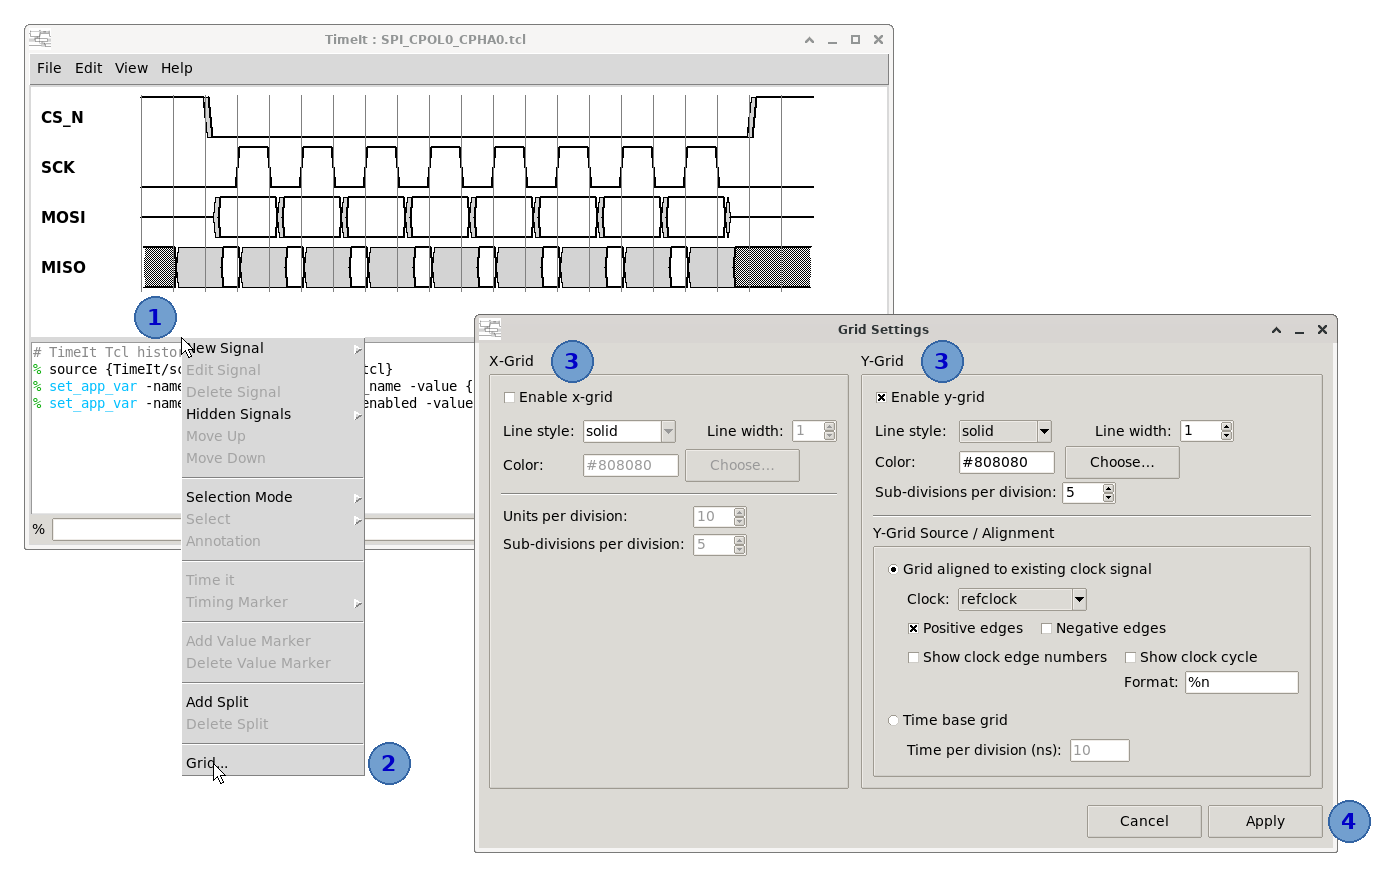 TimeIt : SPI_CPOL0_CPHA0.tcl
File Edit View Help
CS_N
SCK
MOSI
MISO
1
# TimeIt Tcl histor
% source {TimeIt/sc tcl}
% set_app_var -name _name -value {
% set_app_var -name enabled -value
%
New Signal
Edit Signal
Delete Signal
Hidden Signals
Move Up
Move Down
Selection Mode
Select
Annotation
Time it
Timing Marker
Add Value Marker
Delete Value Marker
Add Split
Delete Split
Grid...
2
Grid Settings
X-Grid 3
Enable x-grid
Line style: solid Line width: 1
Color: #808080 Choose...
Units per division: 10
Sub-divisions per division: 5
Y-Grid 3
Enable y-grid
Line style: solid Line width: 1
Color: #808080 Choose...
Sub-divisions per division: 5
Y-Grid Source / Alignment
Grid aligned to existing clock signal
Clock: refclock
Positive edges Negative edges
Show clock edge numbers Show clock cycle
Format: %n
Time base grid
Time per division (ns): 10
Cancel Apply 4